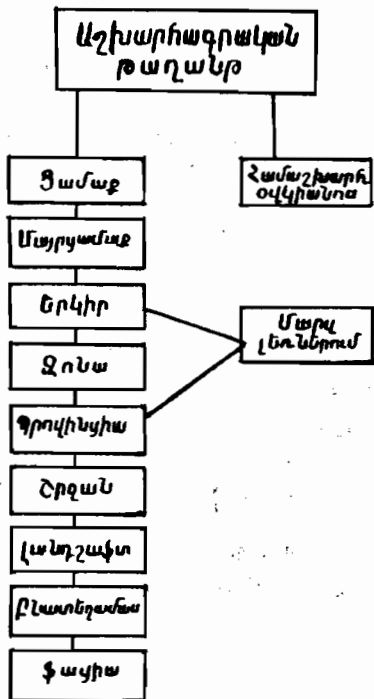 Աշխարհագրական
թաղանթ
Ցամաք
Համաշխարհ
օվկիանոս
Մայրցամաք
Երկիր
Մարզ
լեռներում
Զոնա
Պրովինցիա
Շրջան
Լանդշաֆտ
Բնատեղամաս
Ֆացիա